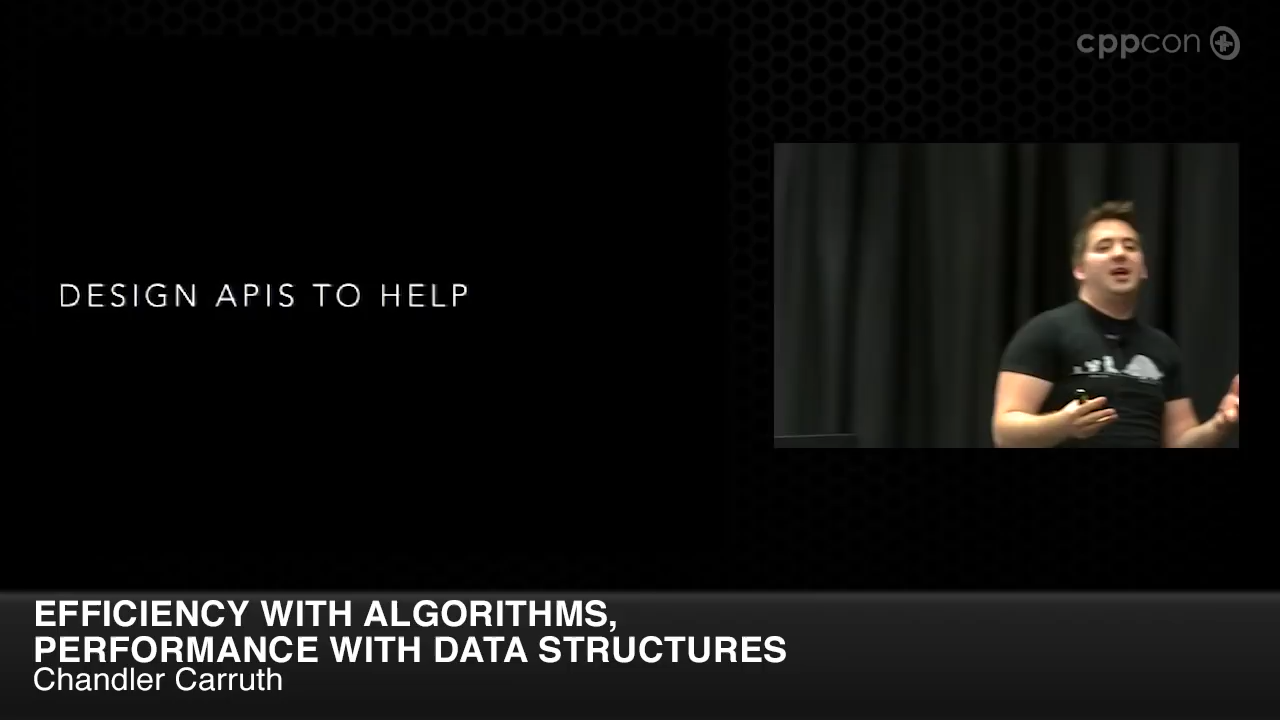 cppcon
DESIGN APIS TO HELP
EFFICIENCY WITH ALGORITHMS,
PERFORMANCE WITH DATA STRUCTURES
Chandler Carruth